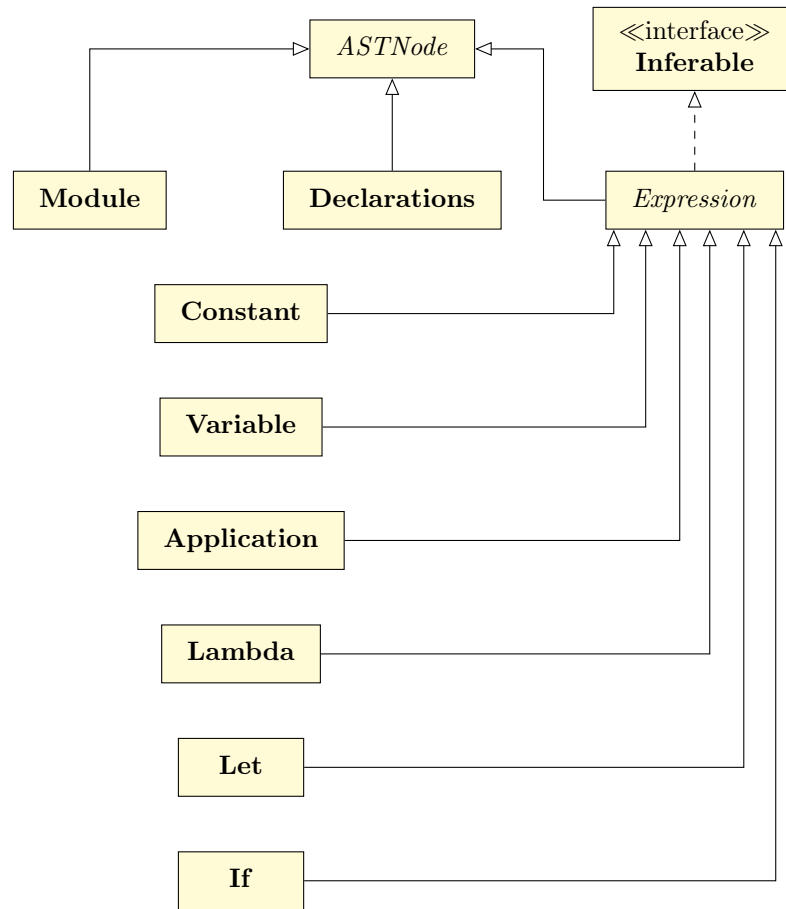 ASTNode
≪interface≫
Inferable
Module
Declarations
Expression
Constant
Variable
Application
Lambda
Let
If